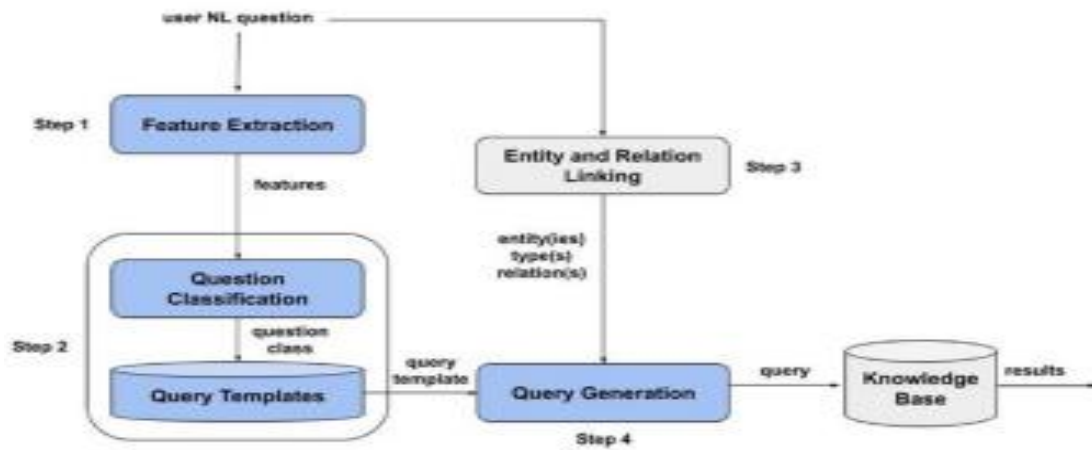 user NL question
Step 1
Feature Extraction
Entity and Relation
Linking
Step 3
features
entity(ies)
type(s)
relation(s)
Question
Classification
Step 2
question
class
query
template
Query Templates
Query Generation
query
Knowledge
Base
results
Step 4